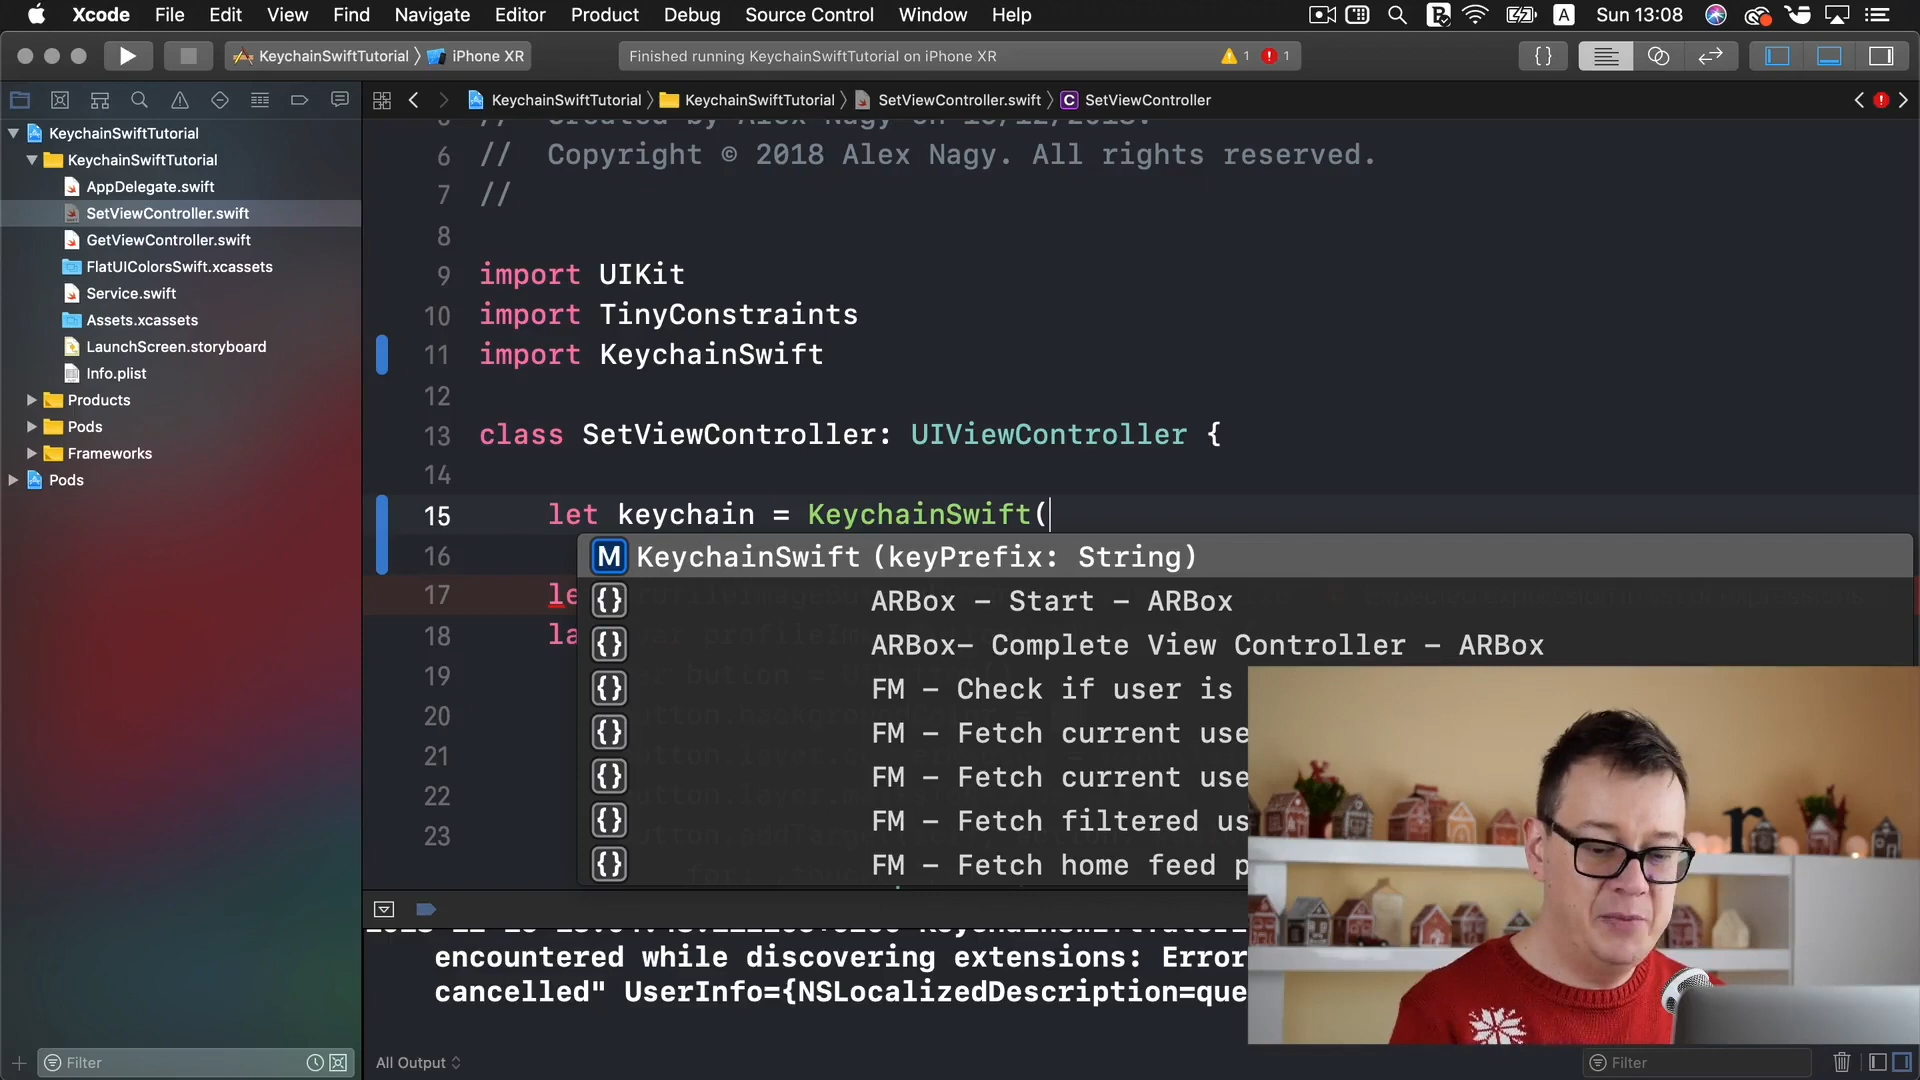 Xcode File Edit View Find Navigate Editor Product Debug Source Control Window Help
A Sun 13:08
KeychainSwiftTutorial iPhone XR
Finished running KeychainSwiftTutorial on iPhone XR 1 1
{}
KeychainSwiftTutorial KeychainSwiftTutorial SetViewController.swift C SetViewController
KeychainSwiftTutorial
KeychainSwiftTutorial
AppDelegate.swift
SetViewController.swift
GetViewController.swift
FlatUIColorsSwift.xcassets
Service.swift
Assets.xcassets
LaunchScreen.storyboard
Info.plist
Products
Pods
Frameworks
Pods
6 // Copyright © 2018 Alex Nagy. All rights reserved.
7 //
8
9 import UIKit
10 import TinyConstraints
11 import KeychainSwift
12
13 class SetViewController: UIViewController {
14
15 let keychain = KeychainSwift(
16
17 le
18 la
19
20
21
22
23
M KeychainSwift(keyPrefix: String)
{} ARBox – Start – ARBox
{} ARBox– Complete View Controller – ARBox
{} FM – Check if user is
{} FM – Fetch current use
{} FM – Fetch current use
{} FM – Fetch filtered us
{} FM – Fetch home feed p
encountered while discovering extensions: Error
cancelled" UserInfo={NSLocalizedDescription=que
Filter
All Output
Filter